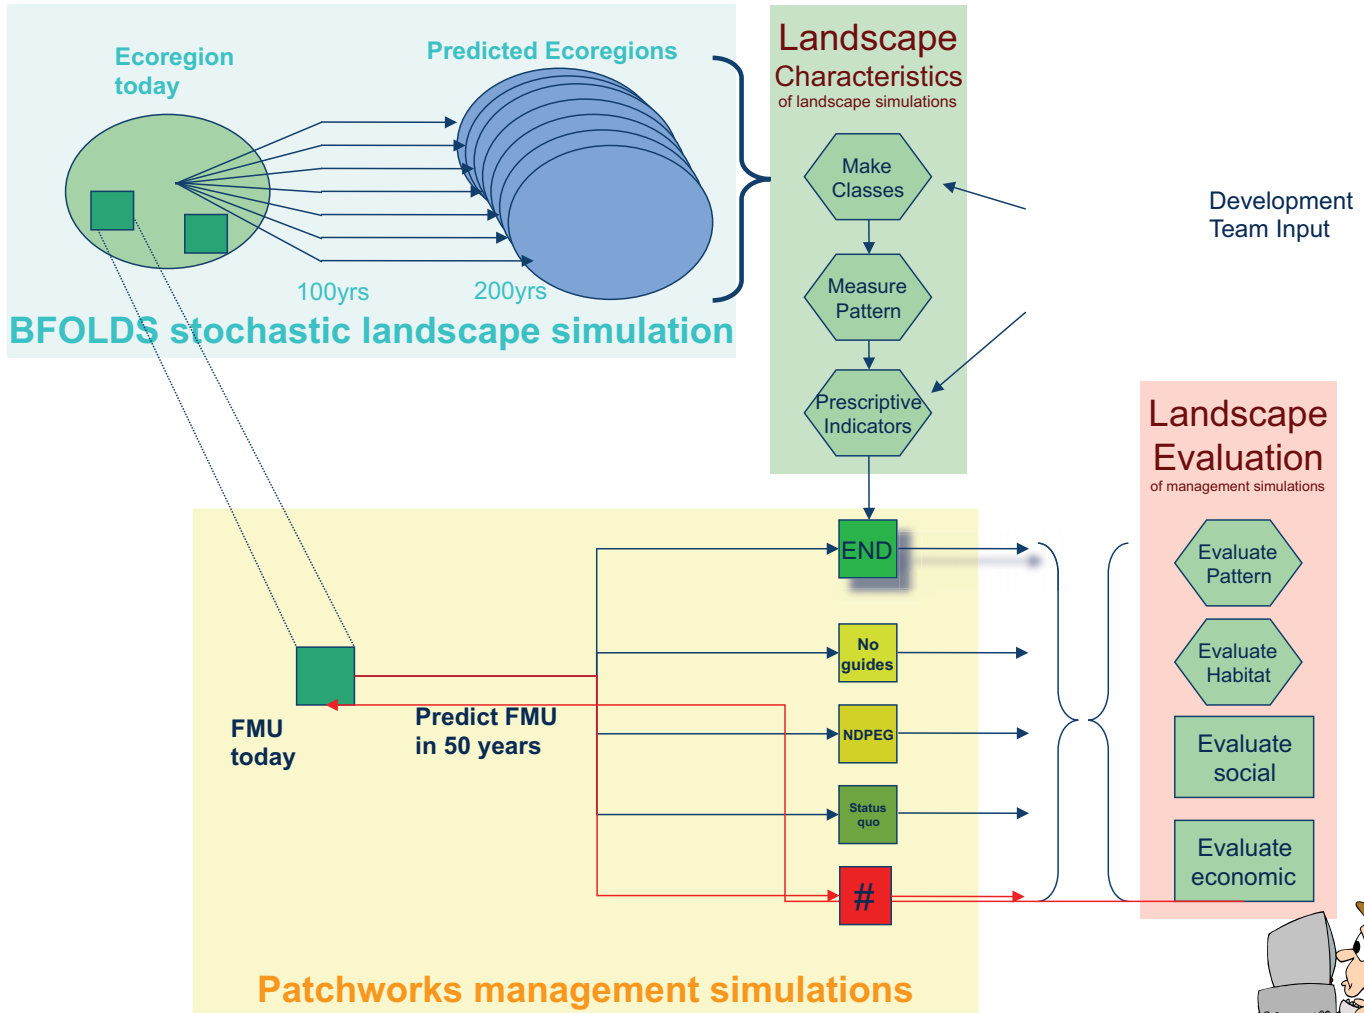 Ecoregion
today
Predicted Ecoregions
100yrs
200yrs
BFOLDS stochastic landscape simulation
Landscape
Characteristics
of landscape simulations
Make
Classes
Measure
Pattern
Prescriptive
Indicators
Development
Team Input
Landscape
Evaluation
of management simulations
Evaluate
Pattern
Evaluate
Habitat
Evaluate
social
Evaluate
economic
END
No
guides
NDPEG
Status
quo
#
FMU
today
Predict FMU
in 50 years
Patchworks management simulations